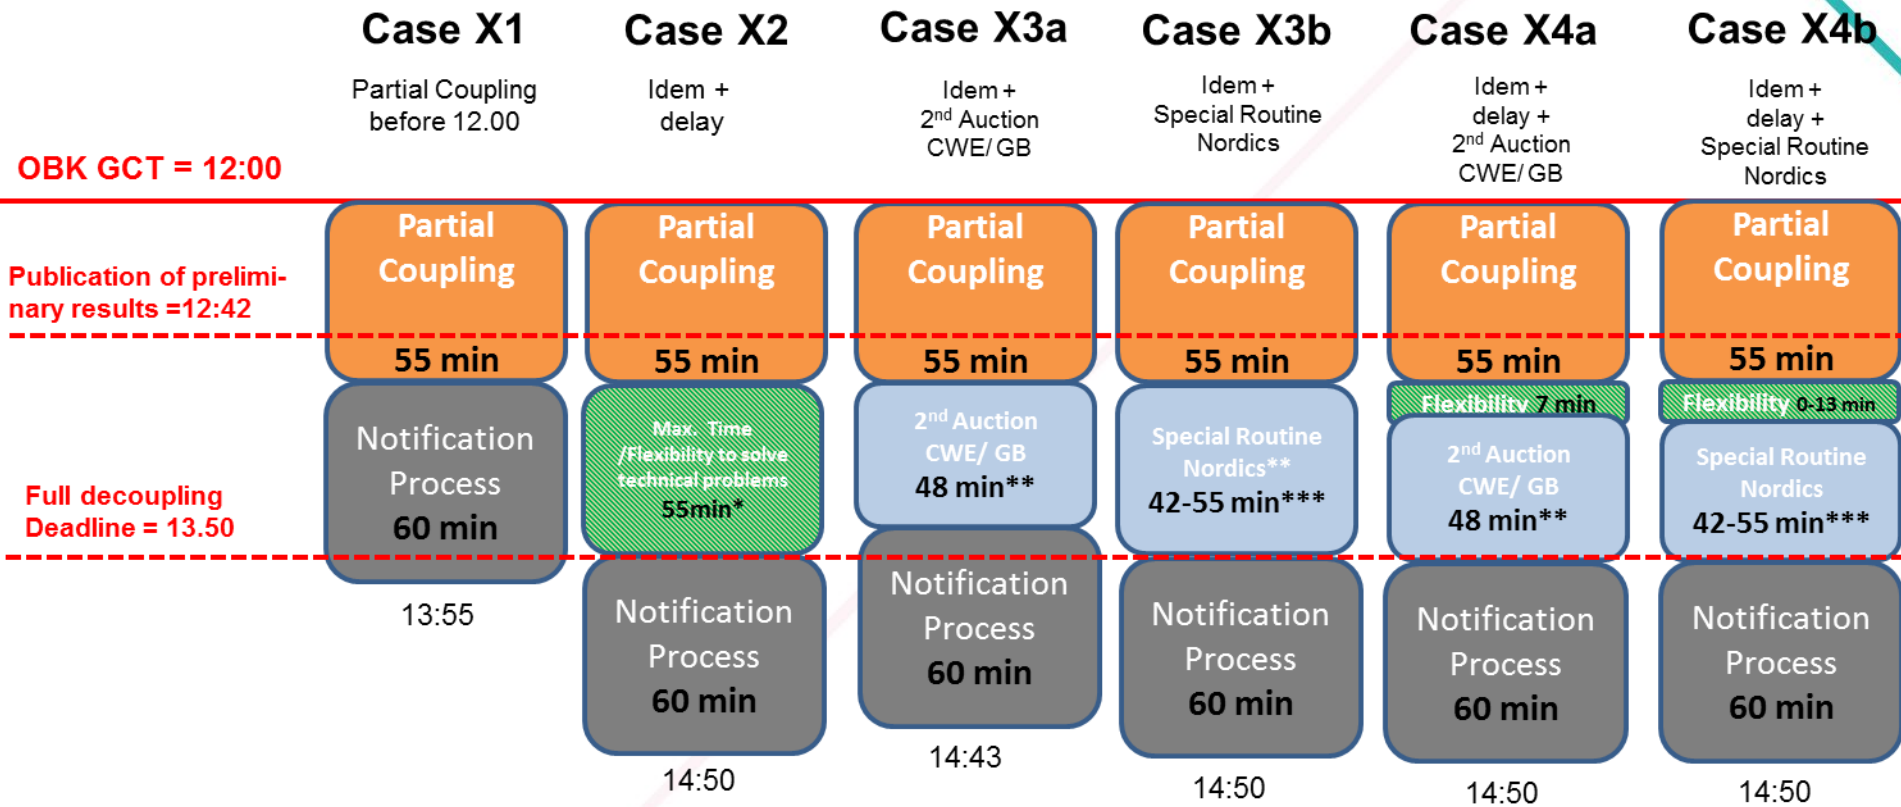 Case X1
Partial Coupling
before 12.00
Case X2
Idem +
delay
Case X3a
Idem +
2nd Auction
CWE/ GB
Case X3b
Idem +
Special Routine
Nordics
Case X4a
Idem +
delay +
2nd Auction
CWE/ GB
Case X4b
Idem +
delay +
Special Routine
Nordics
OBK GCT = 12:00
Publication of prelimi-
nary results =12:42
Full decoupling
Deadline = 13.50
Partial
Coupling
55 min
Notification
Process
60 min
13:55
Partial
Coupling
55 min
Max. Time
/Flexibility to solve
technical problems
55min*
Notification
Process
60 min
14:50
Partial
Coupling
55 min
2nd Auction
CWE/ GB
48 min**
Notification
Process
60 min
14:43
Partial
Coupling
55 min
Special Routine
Nordics**
42-55 min***
Notification
Process
60 min
14:50
Partial
Coupling
55 min
Flexibility 7 min
2nd Auction
CWE/ GB
48 min**
Notification
Process
60 min
14:50
Partial
Coupling
55 min
Flexibility 0-13 min
Special Routine
Nordics
42-55 min***
Notification
Process
60 min
14:50